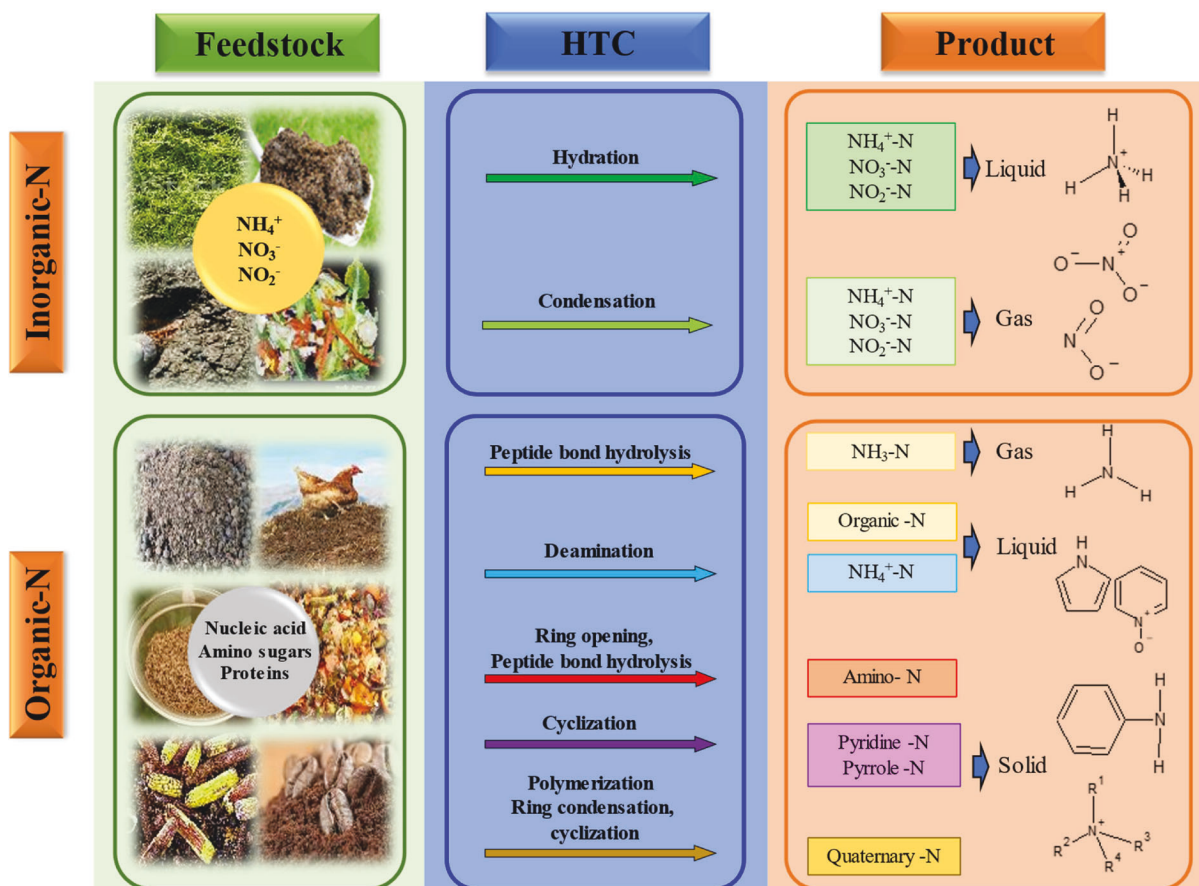 Feedstock
HTC
Product
Inorganic-N
NH₄⁺
NO₃⁻
NO₂⁻
Hydration
Condensation
NH₄⁺-N
NO₃⁻-N
NO₂⁻-N
Liquid
H
N⁺
H
H
H
NH₄⁺-N
NO₃⁻-N
NO₂⁻-N
Gas
O
O⁻
N⁺
O⁻
O
N
O⁻
Organic-N
Nucleic acid
Amino sugars
Proteins
Peptide bond hydrolysis
Deamination
Ring opening,
Peptide bond hydrolysis
Cyclization
Polymerization
Ring condensation,
cyclization
NH₃-N
Gas
H
N
H
H
Organic -N
NH₄⁺-N
Liquid
H
N
N⁺
O⁻
Amino- N
Pyridine -N
Pyrrole -N
Solid
H
N
H
Quaternary -N
R¹
N⁺
R²
R³
R⁴